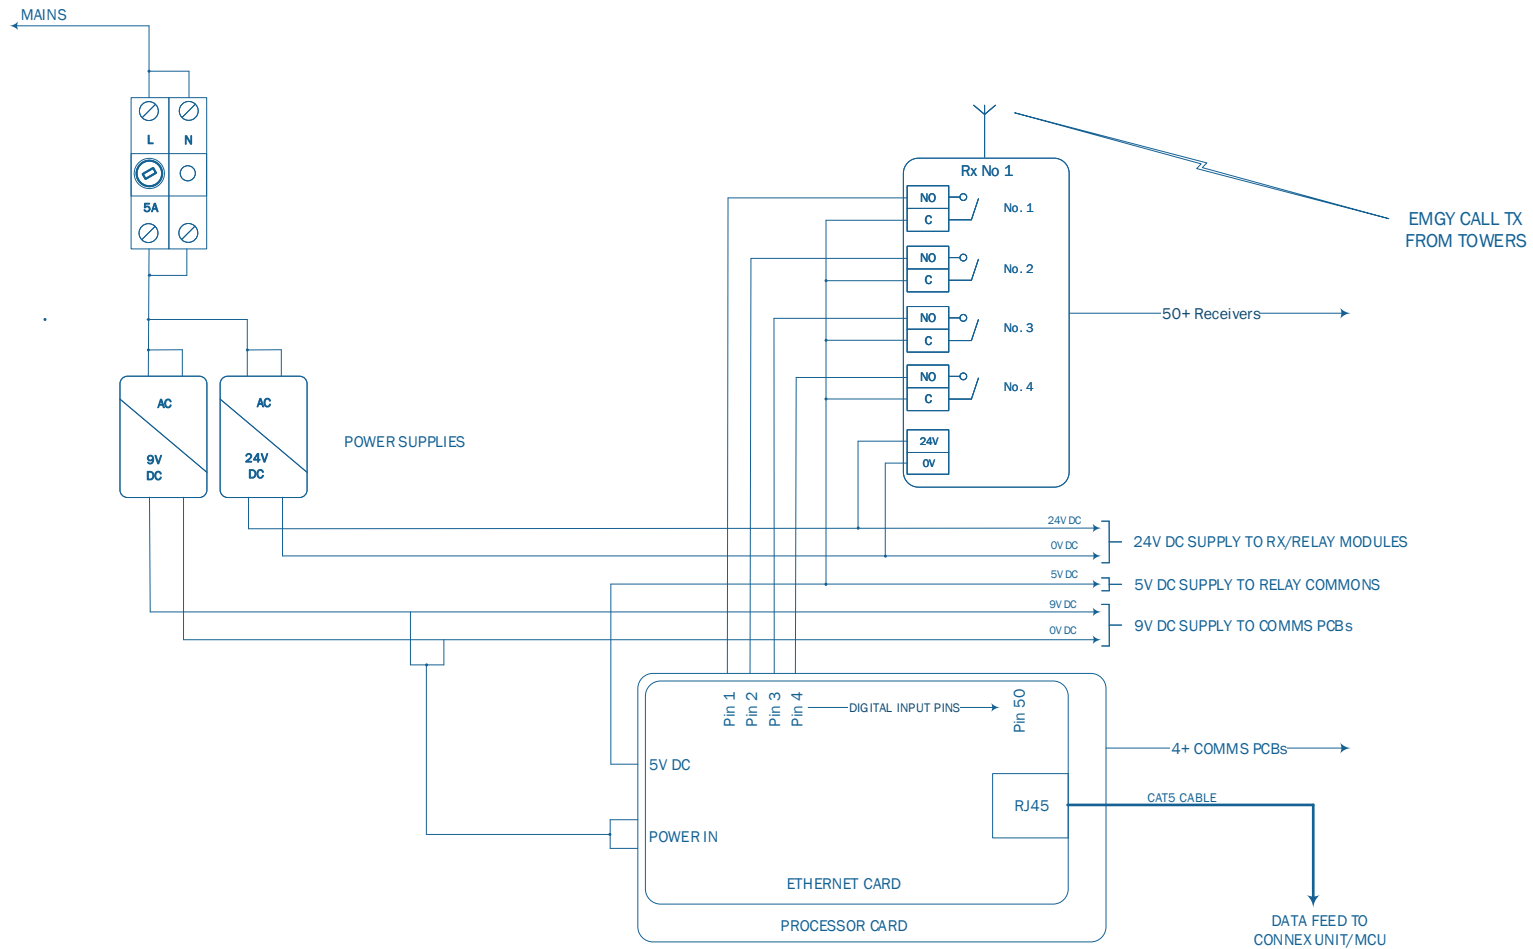 MAINS
L
N
5A
AC
9V
DC
AC
24V
DC
POWER SUPPLIES
Rx No 1
NO
C
No. 1
NO
C
No. 2
NO
C
No. 3
NO
C
No. 4
24V
0V
EMGY CALL TX
FROM TOWERS
50+ Receivers
24V DC
0V DC
24V DC SUPPLY TO RX/RELAY MODULES
5V DC
5V DC SUPPLY TO RELAY COMMONS
9V DC
0V DC
9V DC SUPPLY TO COMMS PCBs
Pin 1
Pin 2
Pin 3
Pin 4
DIGITAL INPUT PINS
Pin 50
5V DC
POWER IN
RJ45
ETHERNET CARD
PROCESSOR CARD
4+ COMMS PCBs
CAT5 CABLE
DATA FEED TO
CONNEX UNIT/MCU